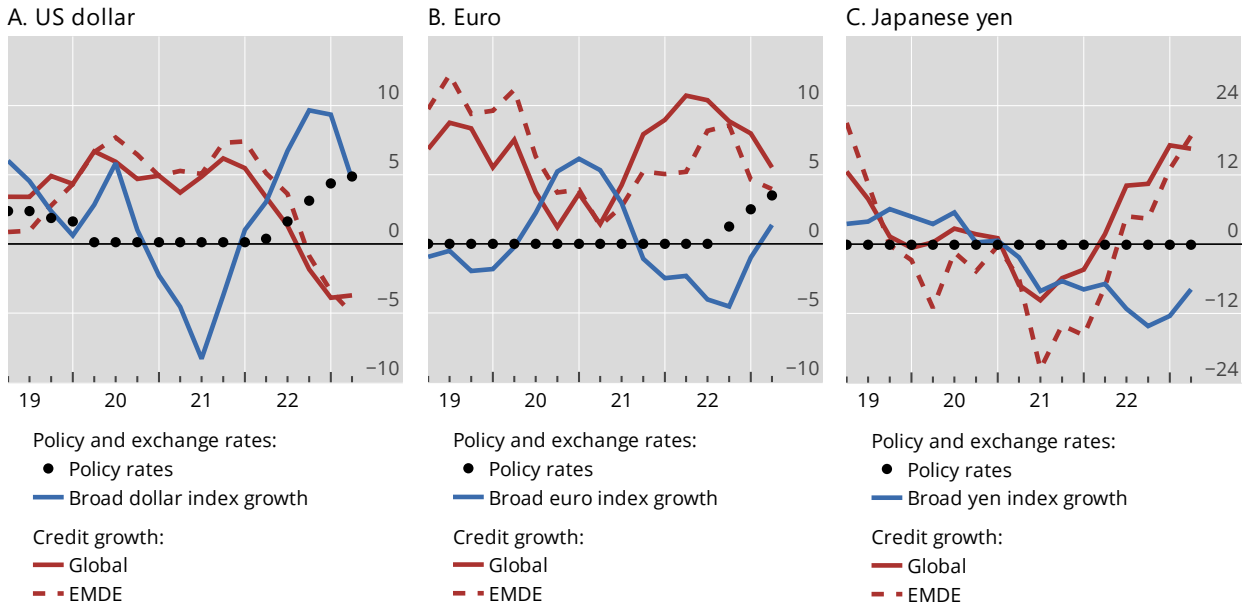 A. US dollar
10
5
0
−5
−10
19 20 21 22
Policy and exchange rates:
Policy rates
Broad dollar index growth
Credit growth:
Global
EMDE
B. Euro
10
5
0
−5
−10
19 20 21 22
Policy and exchange rates:
Policy rates
Broad euro index growth
Credit growth:
Global
EMDE
C. Japanese yen
24
12
0
−12
−24
19 20 21 22
Policy and exchange rates:
Policy rates
Broad yen index growth
Credit growth:
Global
EMDE